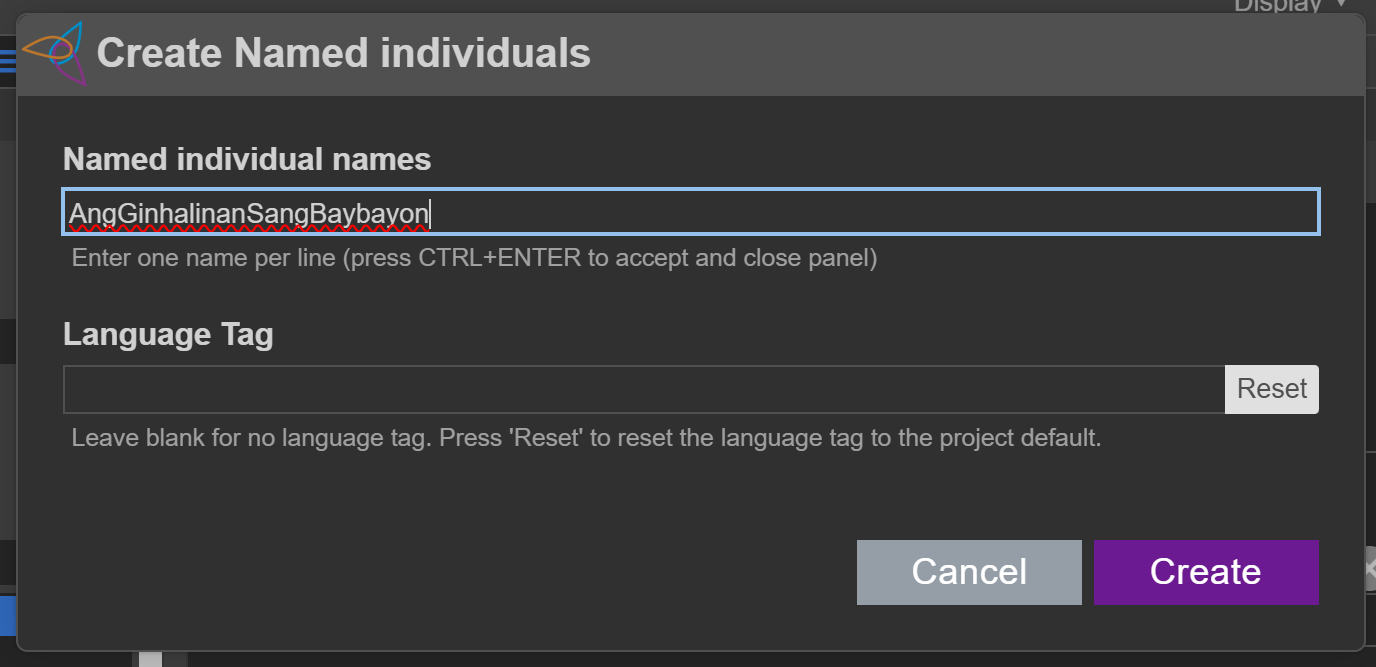 Display
Create Named individuals
Named individual names
AngGinhalinanSangBaybayon
Enter one name per line (press CTRL+ENTER to accept and close panel)
Language Tag
Reset
Leave blank for no language tag. Press 'Reset' to reset the language tag to the project default.
Cancel
Create